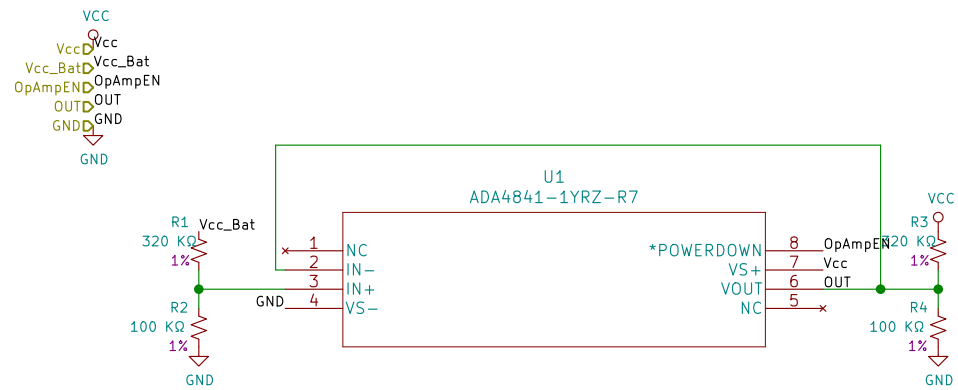 VCC
Vcc Vcc
Vcc_Bat Vcc_Bat
OpAmpEN OpAmpEN
OUT OUT
GND GND
GND
U1
ADA4841-1YRZ-R7
R1 Vcc_Bat
320 KΩ
1%
R2
100 KΩ
1%
GND
1 NC
2 IN-
3 IN+
GND 4 VS-
*POWERDOWN 8 OpAmpEN
VS+ 7 Vcc
VOUT 6 OUT
NC 5
VCC
R3
320 KΩ
1%
R4
100 KΩ
1%
GND